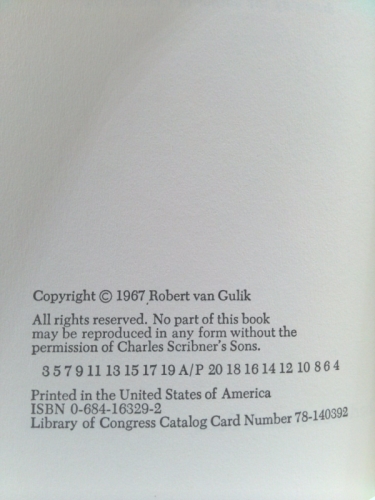 Copyright © 1967 Robert van Gulik
All rights reserved. No part of this book
may be reproduced in any form without the
permission of Charles Scribner's Sons.
3 5 7 9 11 13 15 17 19 A/P 20 18 16 14 12 10 8 6 4
Printed in the United States of America
ISBN 0-684-16329-2
Library of Congress Catalog Card Number 78-140392